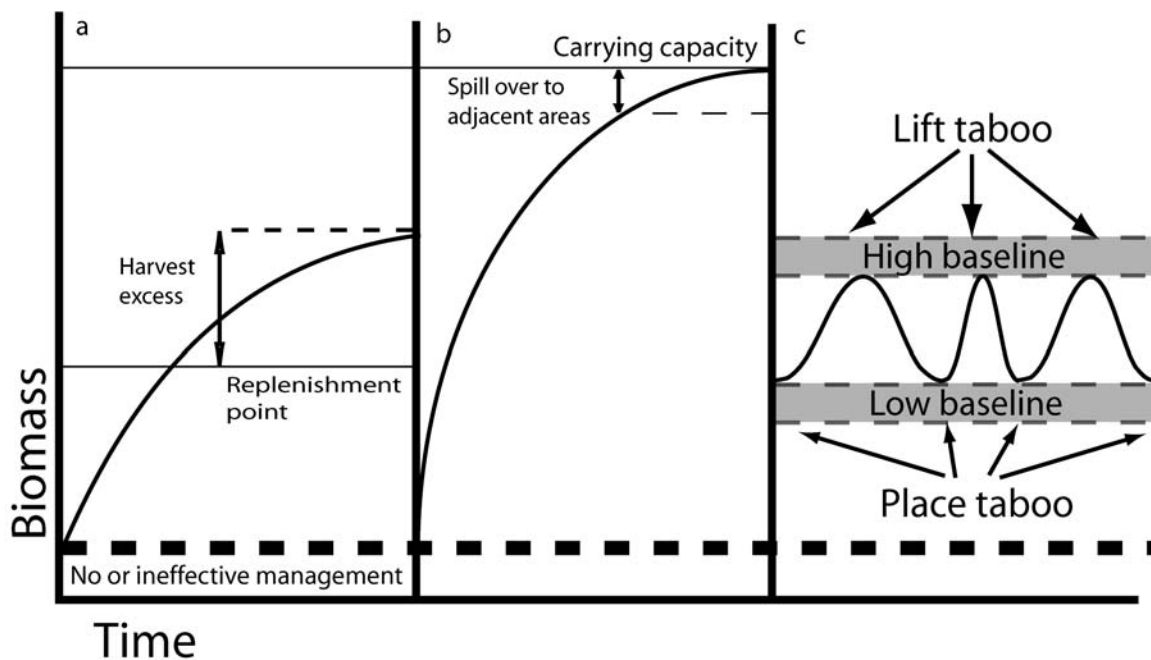 a
b
c
Carrying capacity
Spill over to
adjacent areas
Lift taboo
High baseline
Harvest
excess
Replenishment
point
Low baseline
Place taboo
No or ineffective management
Biomass
Time